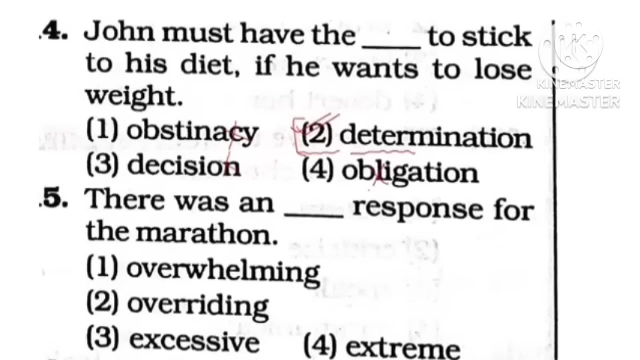 .4. John must have the ____ to stick
to his diet, if he wants to lose
weight.
(1) obstinacy (2) determination
(3) decision (4) obligation
.5. There was an ____ response for
the marathon.
(1) overwhelming
(2) overriding
(3) excessive (4) extreme
KINEMASTER
KINEMASTER